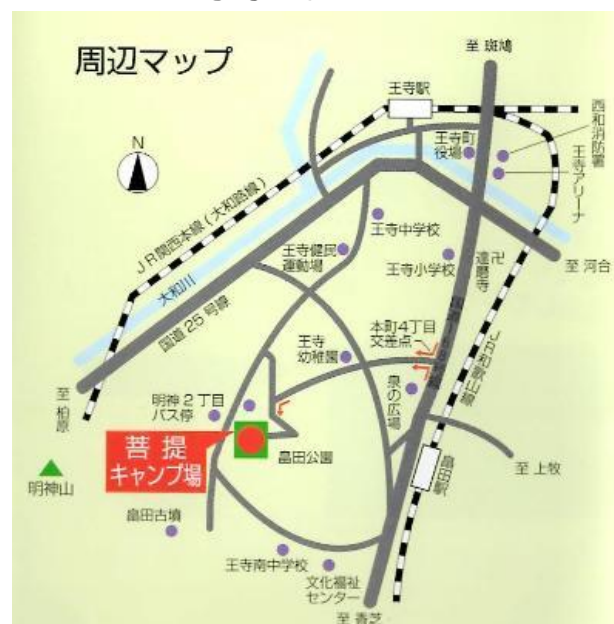 周辺マップ
至 斑鳩
王寺駅
西和消防署
王寺アリーナ
王寺町
役場
N
JR関西本線(大和路線)
大和川
国道25号線
王寺中学校
王寺健民
運動場
王寺小学校
達磨寺
卍
至 河合
本町4丁目
交差点
王寺
幼稚園
JR和歌山線
泉の広場
至 柏原
明神2丁目
バス停
菩提
キャンプ場
畠田公園
畠田駅
至 上牧
明神山
畠田古墳
王寺南中学校
文化福祉
センター
至 香芝